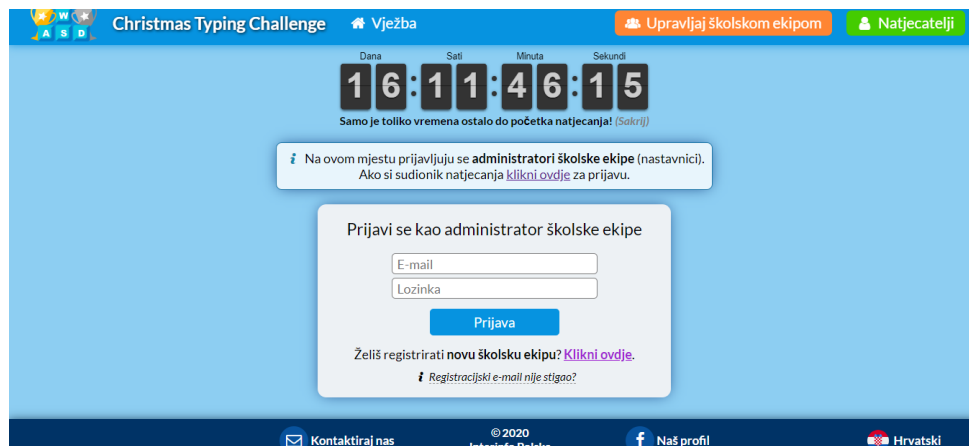 W
A S D
Christmas Typing Challenge
Vježba
Upravljaj školskom ekipom
Natjecatelji
Dana Sati Minuta Sekundi
16:11:46:15
Samo je toliko vremena ostalo do početka natjecanja! (Sakrij)
i Na ovom mjestu prijavljuju se administratori školske ekipe (nastavnici).
Ako si sudionik natjecanja klikni ovdje za prijavu.
Prijavi se kao administrator školske ekipe
E-mail
Lozinka
Prijava
Želiš registrirati novu školsku ekipu? Klikni ovdje.
i Registracijski e-mail nije stigao?
Kontaktiraj nas
© 2020
Interinfo Polska
f Naš profil
Hrvatski